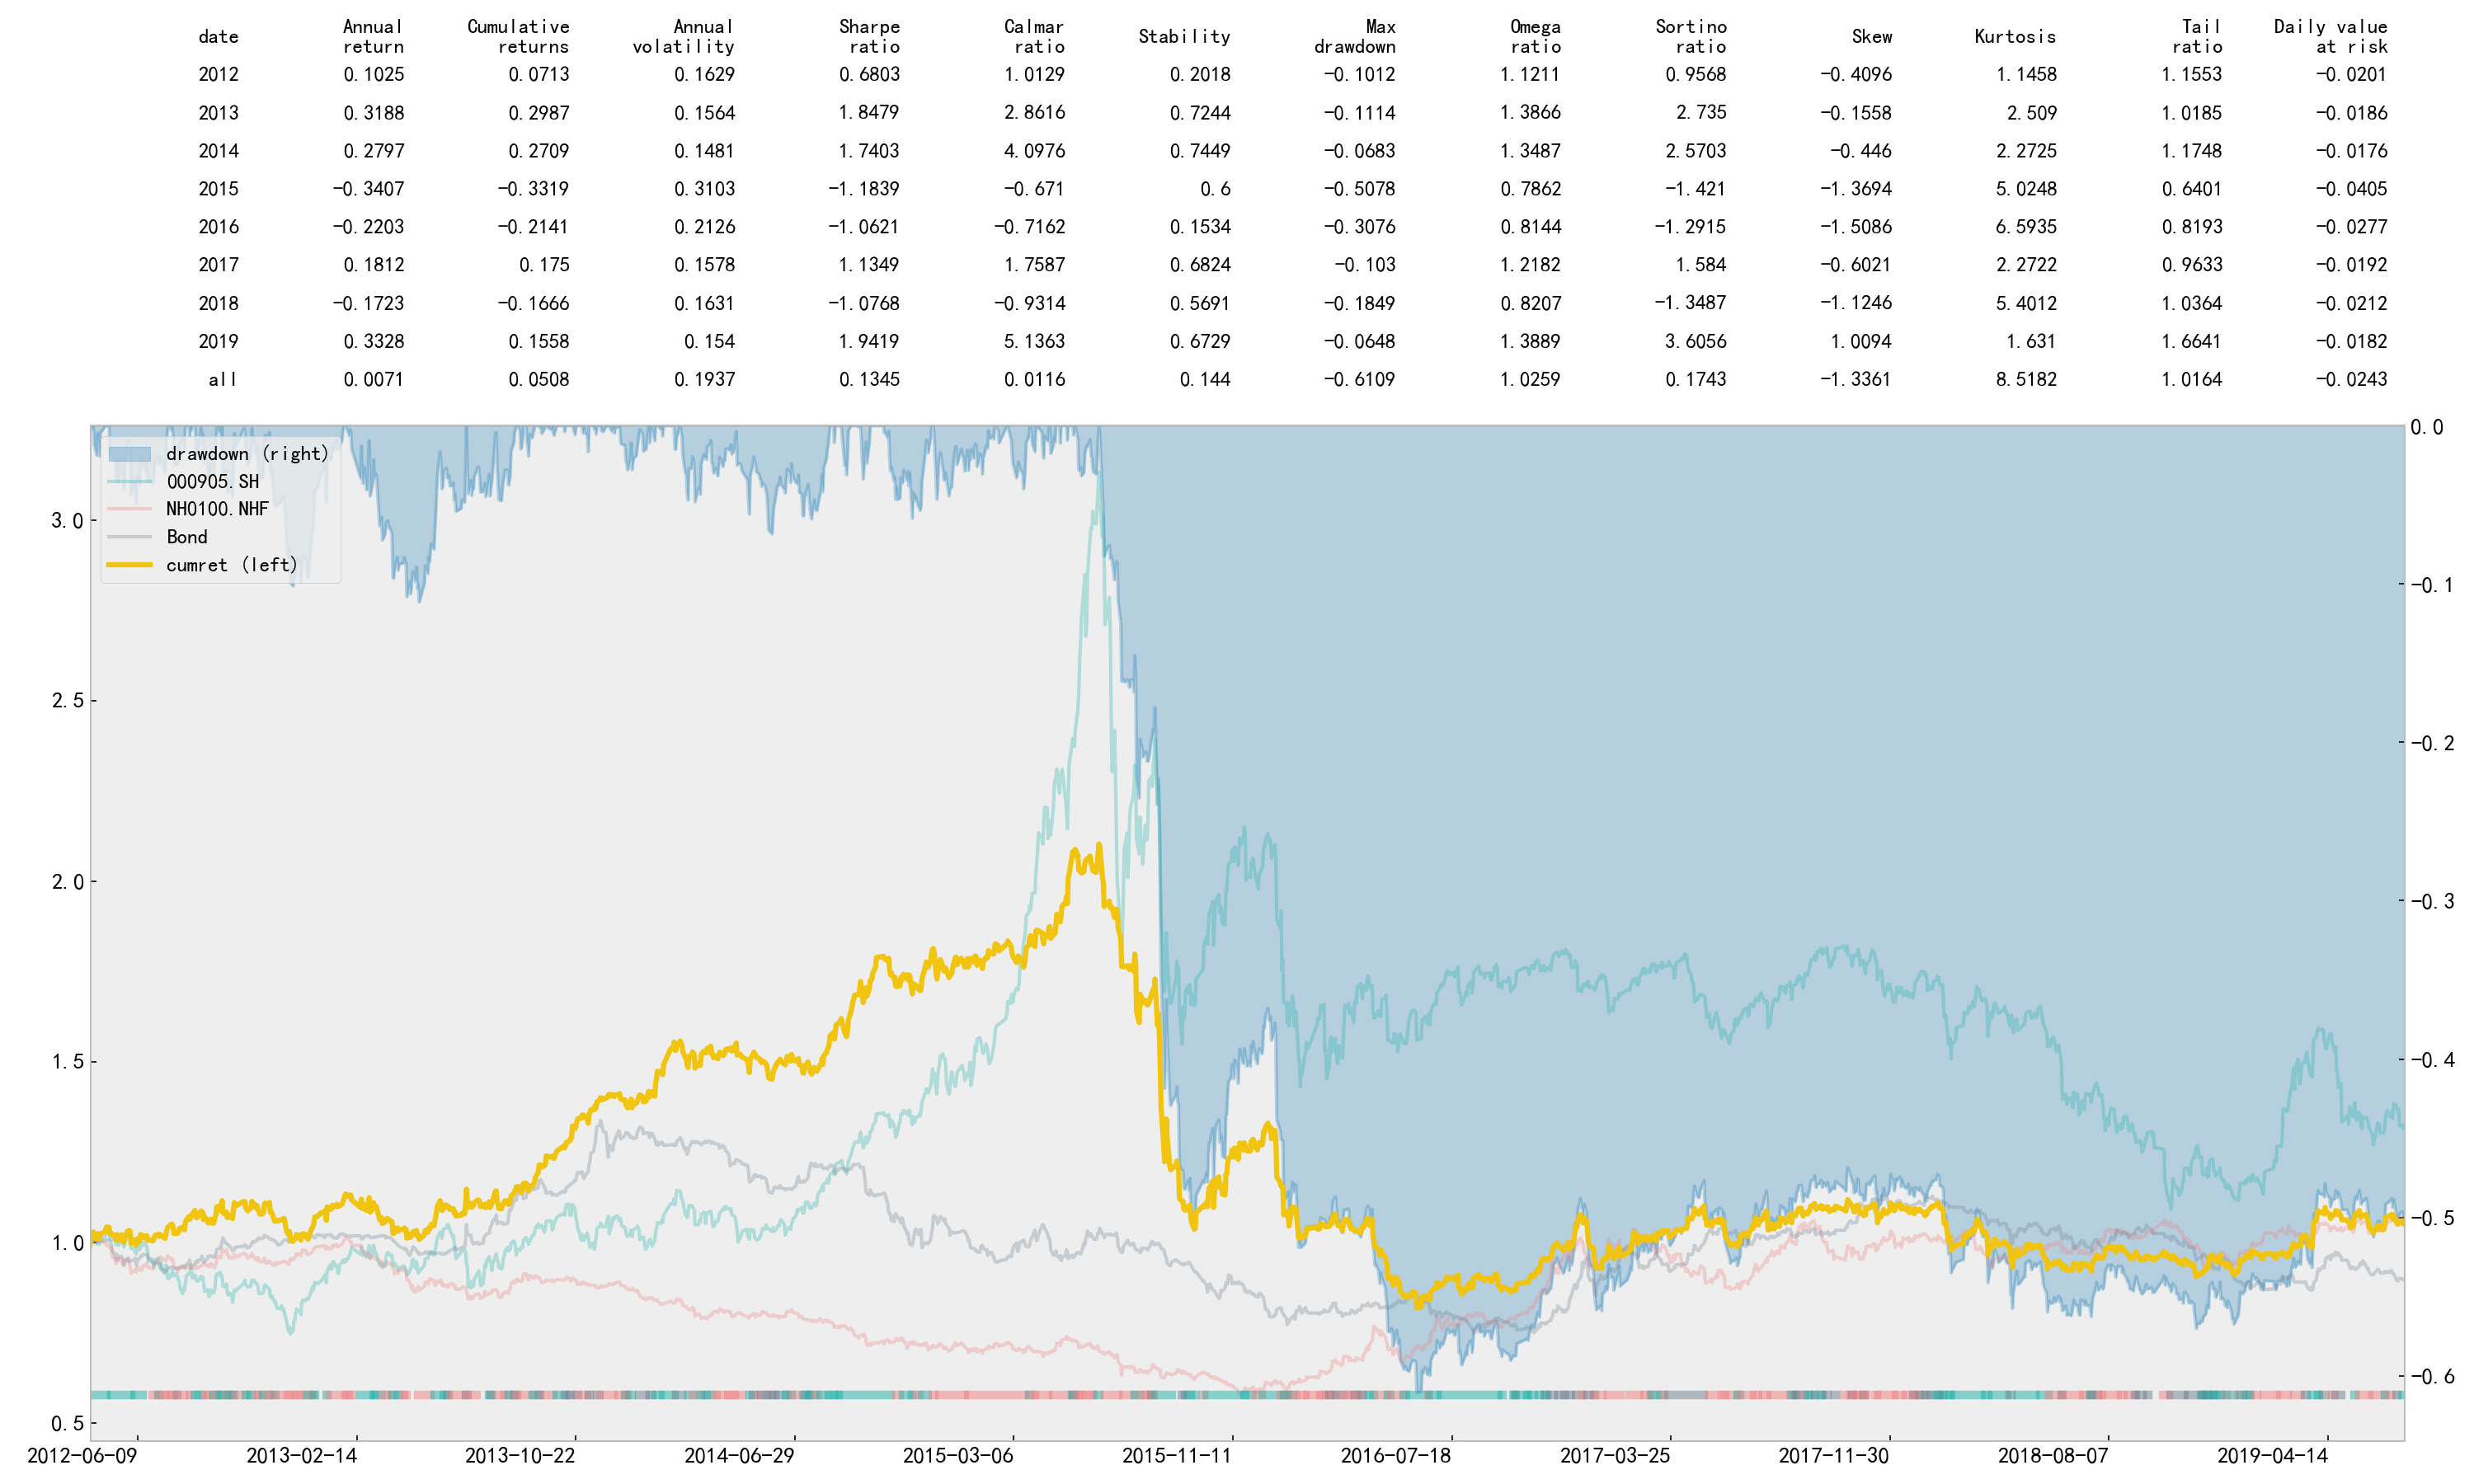 date Annual return Cumulative returns Annual volatility Sharpe ratio Calmar ratio Stability Max drawdown Omega ratio Sortino ratio Skew Kurtosis Tail ratio Daily value at risk
2012 0.1025 0.0713 0.1629 0.6803 1.0129 0.2018 -0.1012 1.1211 0.9568 -0.4096 1.1458 1.1553 -0.0201
2013 0.3188 0.2987 0.1564 1.8479 2.8616 0.7244 -0.1114 1.3866 2.735 -0.1558 2.509 1.0185 -0.0186
2014 0.2797 0.2709 0.1481 1.7403 4.0976 0.7449 -0.0683 1.3487 2.5703 -0.446 2.2725 1.1748 -0.0176
2015 -0.3407 -0.3319 0.3103 -1.1839 -0.671 0.6 -0.5078 0.7862 -1.421 -1.3694 5.0248 0.6401 -0.0405
2016 -0.2203 -0.2141 0.2126 -1.0621 -0.7162 0.1534 -0.3076 0.8144 -1.2915 -1.5086 6.5935 0.8193 -0.0277
2017 0.1812 0.175 0.1578 1.1349 1.7587 0.6824 -0.103 1.2182 1.584 -0.6021 2.2722 0.9633 -0.0192
2018 -0.1723 -0.1666 0.1631 -1.0768 -0.9314 0.5691 -0.1849 0.8207 -1.3487 -1.1246 5.4012 1.0364 -0.0212
2019 0.3328 0.1558 0.154 1.9419 5.1363 0.6729 -0.0648 1.3889 3.6056 1.0094 1.631 1.6641 -0.0182
all 0.0071 0.0508 0.1937 0.1345 0.0116 0.144 -0.6109 1.0259 0.1743 -1.3361 8.5182 1.0164 -0.0243
drawdown (right)
000905.SH
NH0100.NHF
Bond
cumret (left)
3.0
2.5
2.0
1.5
1.0
0.5
0.0
-0.1
-0.2
-0.3
-0.4
-0.5
-0.6
2012-06-09 2013-02-14 2013-10-22 2014-06-29 2015-03-06 2015-11-11 2016-07-18 2017-03-25 2017-11-30 2018-08-07 2019-04-14